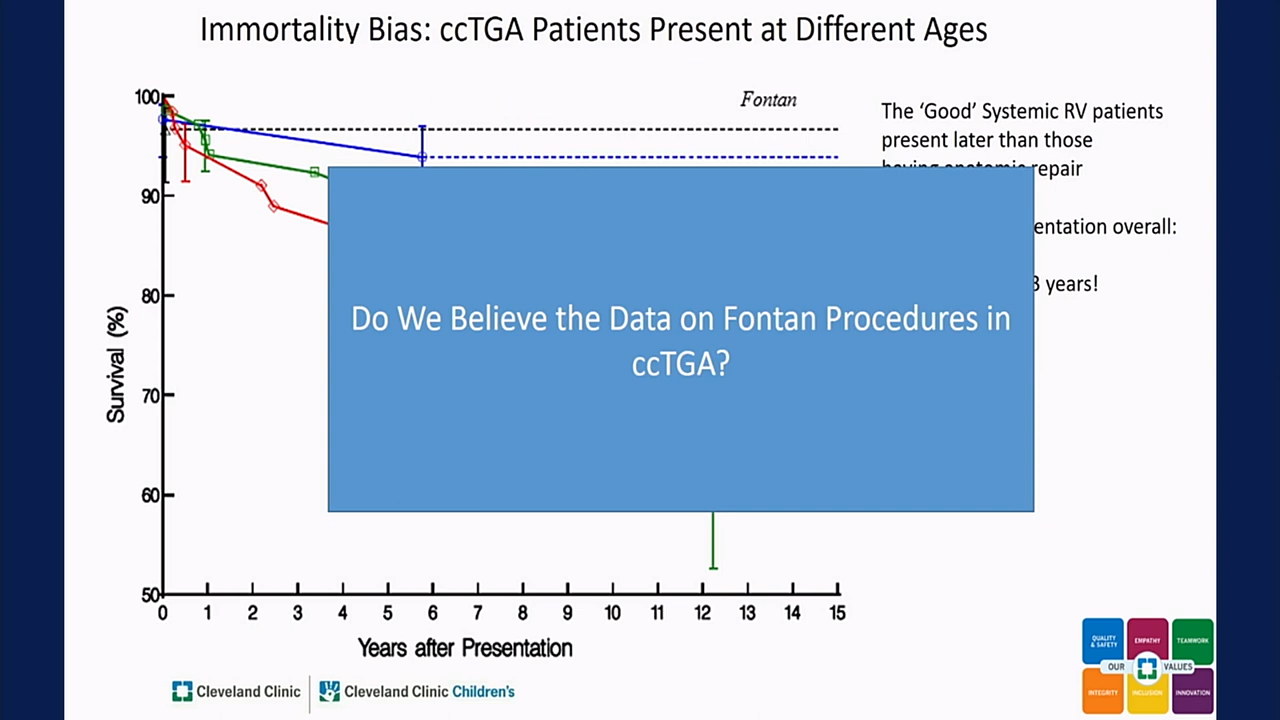 Immortality Bias: ccTGA Patients Present at Different Ages
100
90
80
70
60
50
Survival (%)
Fontan
The ‘Good’ Systemic RV patients
present later than those
having anatomic repair
entation overall:
3 years!
Do We Believe the Data on Fontan Procedures in
ccTGA?
0 1 2 3 4 5 6 7 8 9 10 11 12 13 14 15
Years after Presentation
Cleveland Clinic
Cleveland Clinic Children's
QUALITY
& SAFETY
EMPATHY
TEAMWORK
OUR
VALUES
INTEGRITY
INCLUSION
INNOVATION